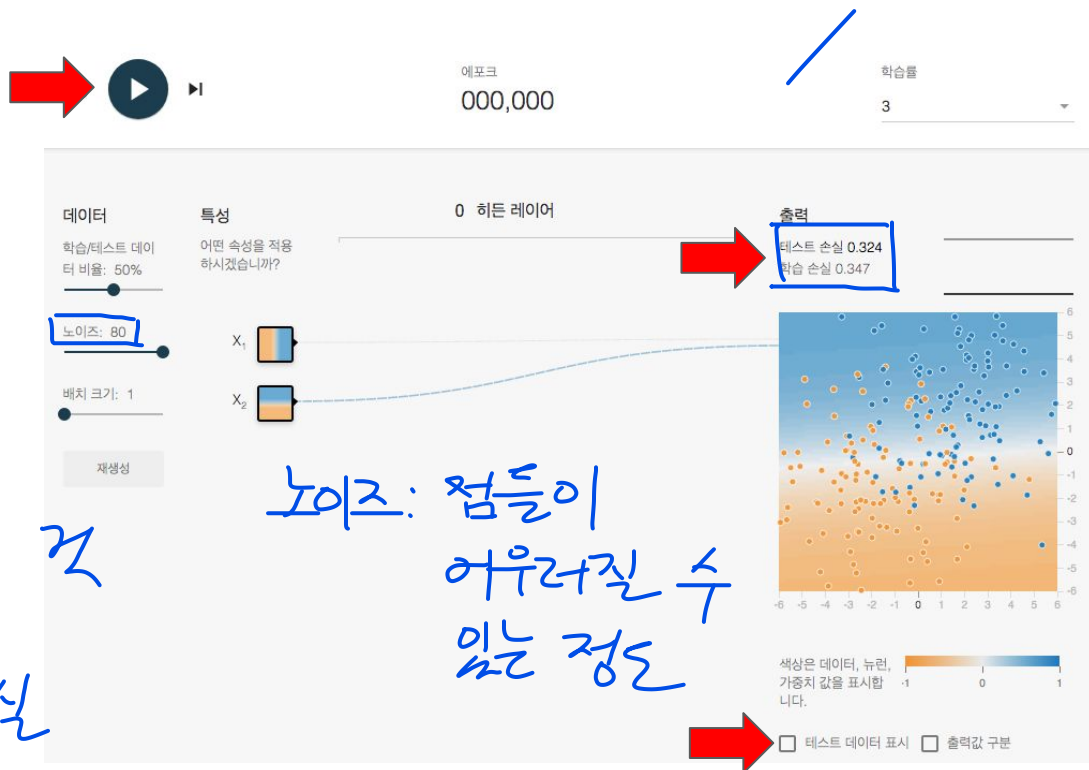 에포크
000,000
학습률
3
데이터
학습/테스트 데이
터 비율: 50%
노이즈: 80
배치 크기: 1
재생성
특성
어떤 속성을 적용
하시겠습니까?
X1
X2
0 히든 레이어
출력
테스트 손실 0.324
학습 손실 0.347
6
5
4
3
2
1
0
-1
-2
-3
-4
-5
-6
-6 -5 -4 -3 -2 -1 0 1 2 3 4 5 6
노이즈: 점들이
어우러질 수
있는 정도
것
실
색상은 데이터, 뉴런,
가중치 값을 표시합
니다.
-1 0 1
테스트 데이터 표시 출력값 구분